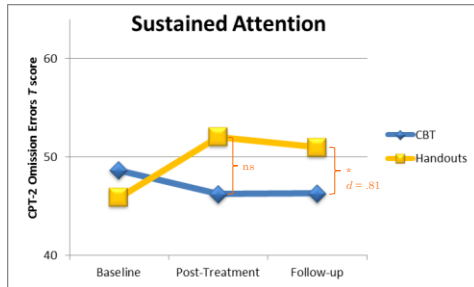 Sustained Attention
CPT-2 Omission Errors T score
60
50
40
ns
*
d = .81
CBT
Handouts
Baseline
Post-Treatment
Follow-up